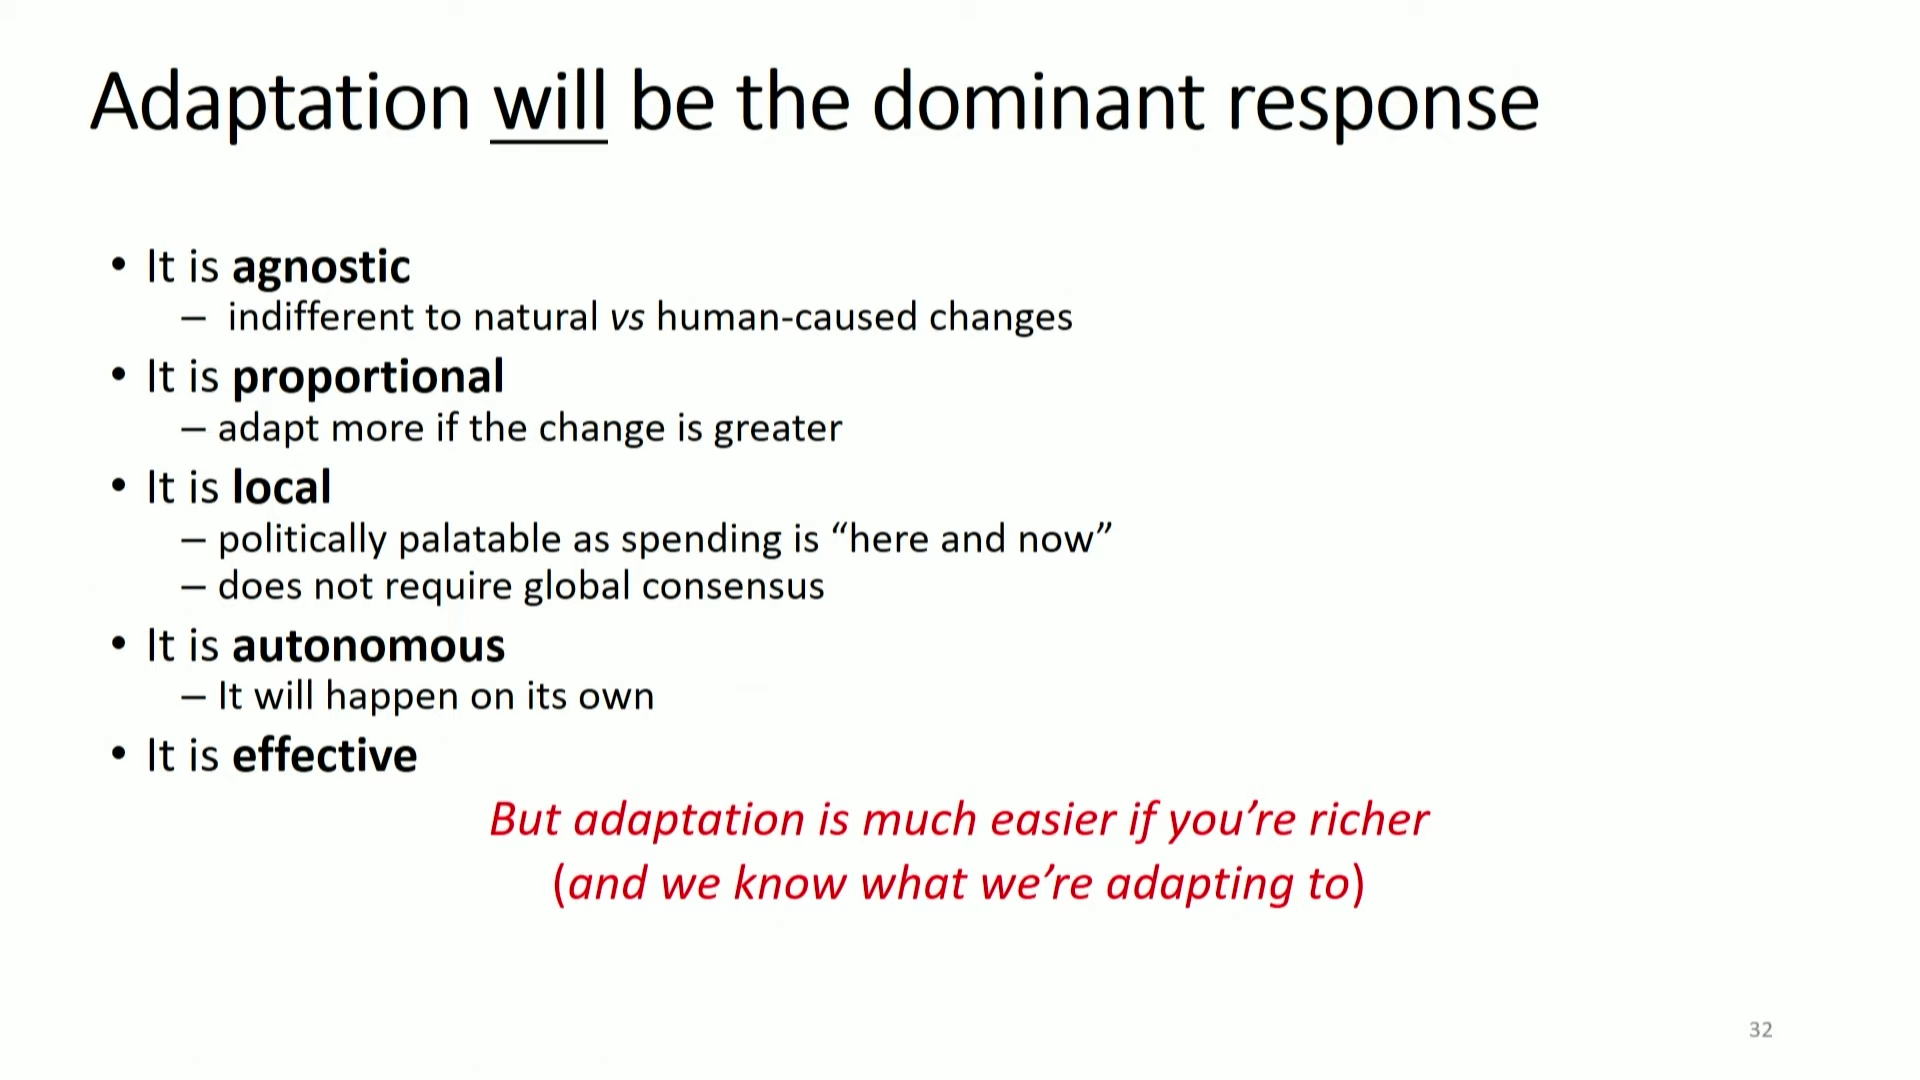 Adaptation will be the dominant response
• It is agnostic
– indifferent to natural vs human-caused changes
• It is proportional
– adapt more if the change is greater
• It is local
– politically palatable as spending is “here and now”
– does not require global consensus
• It is autonomous
– It will happen on its own
• It is effective
But adaptation is much easier if you’re richer
(and we know what we’re adapting to)
32